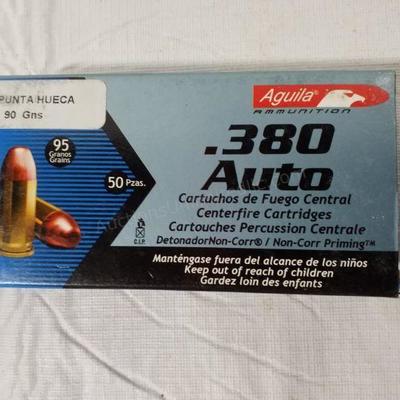 PUNTA HUECA
90 Gns
Aguila®
AMMUNITION
95
Granos
Grains
50 Pzas.
.380
Auto
Cartuchos de Fuego Central
Centerfire Cartridges
Cartouches Percussion Centrale
DetonadorNon-Corr® / Non-Corr Priming™
C.I.P.
Manténgase fuera del alcance de los niños
Keep out of reach of children
Gardez loin des enfants